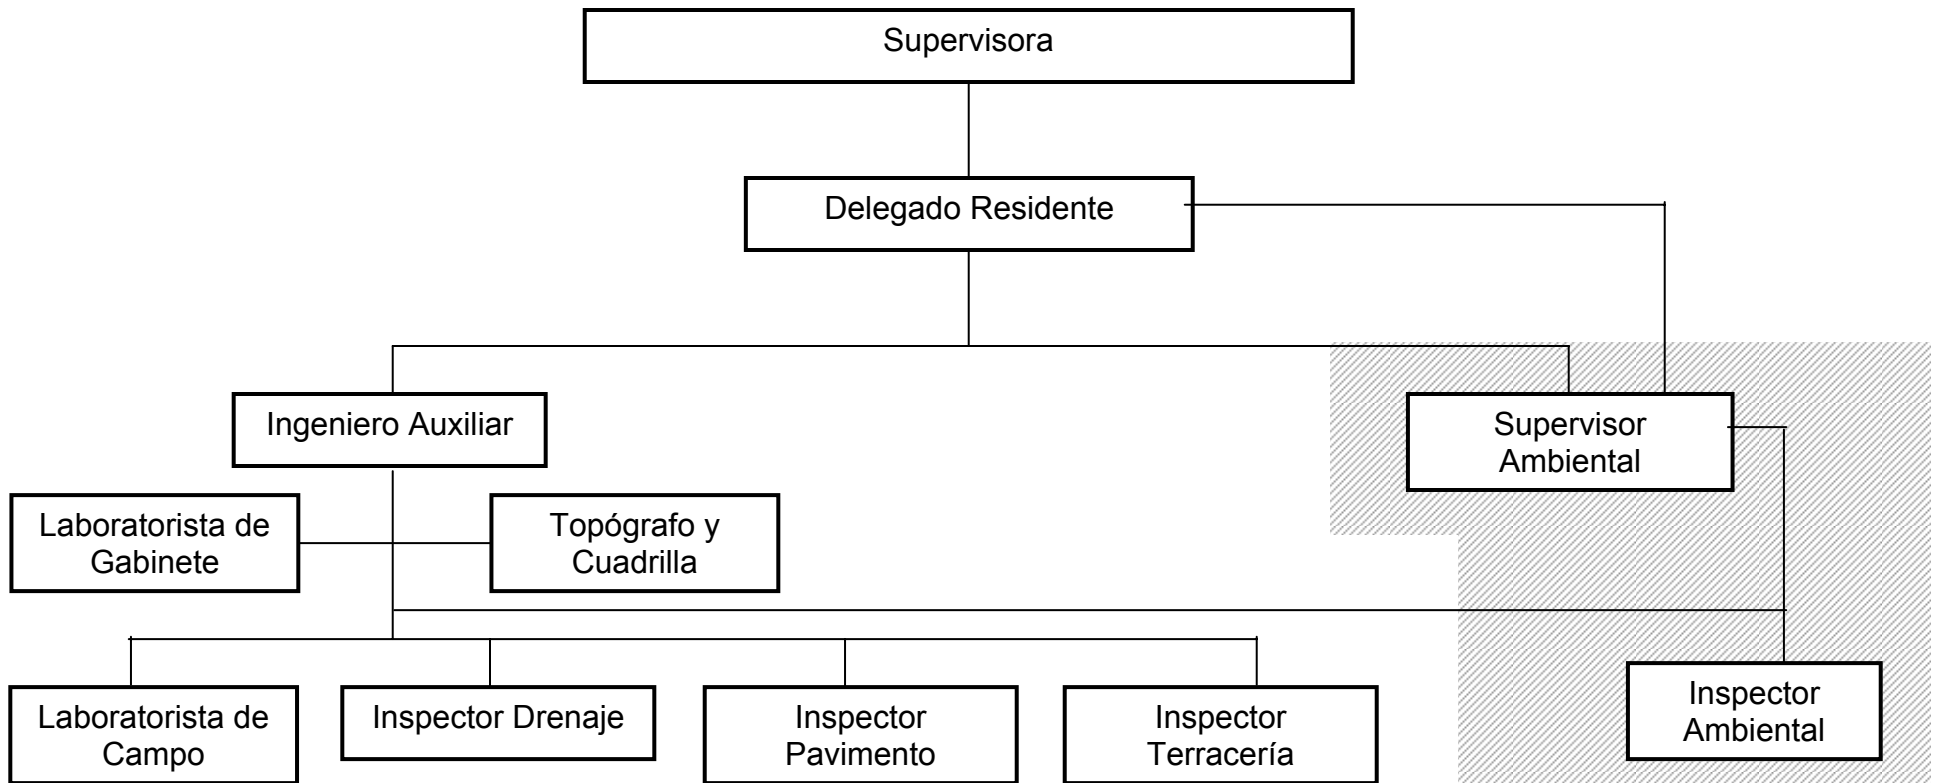 Supervisora
Delegado Residente
Ingeniero Auxiliar
Supervisor
Ambiental
Laboratorista de
Gabinete
Topógrafo y
Cuadrilla
Laboratorista de
Campo
Inspector Drenaje
Inspector
Pavimento
Inspector
Terracería
Inspector
Ambiental